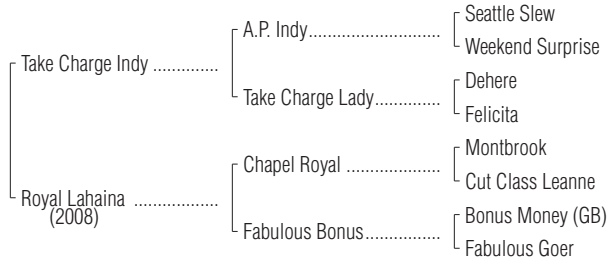 Seattle Slew
A.P. Indy..............................
Weekend Surprise
Take Charge Indy ...............
Dehere
Take Charge Lady..................
Felicita
Montbrook
Chapel Royal .....................
Cut Class Leanne
Royal Lahaina ...................
(2008)
Bonus Money (GB)
Fabulous Bonus.................
Fabulous Goer